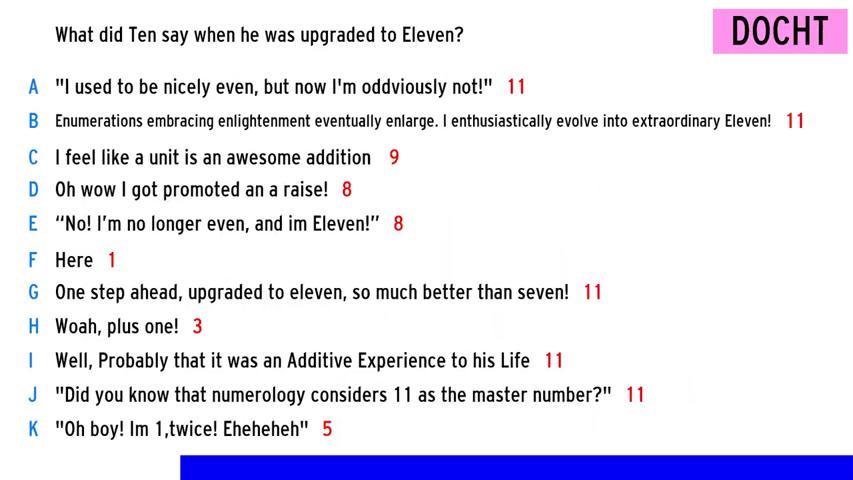 What did Ten say when he was upgraded to Eleven?
DOCHT
A "I used to be nicely even, but now I'm oddviously not!" 11
B Enumerations embracing enlightenment eventually enlarge. I enthusiastically evolve into extraordinary Eleven! 11
C I feel like a unit is an awesome addition 9
D Oh wow I got promoted an a raise! 8
E “No! I’m no longer even, and im Eleven!” 8
F Here 1
G One step ahead, upgraded to eleven, so much better than seven! 11
H Woah, plus one! 3
I Well, Probably that it was an Additive Experience to his Life 11
J "Did you know that numerology considers 11 as the master number?" 11
K "Oh boy! Im 1,twice! Eheheheh" 5